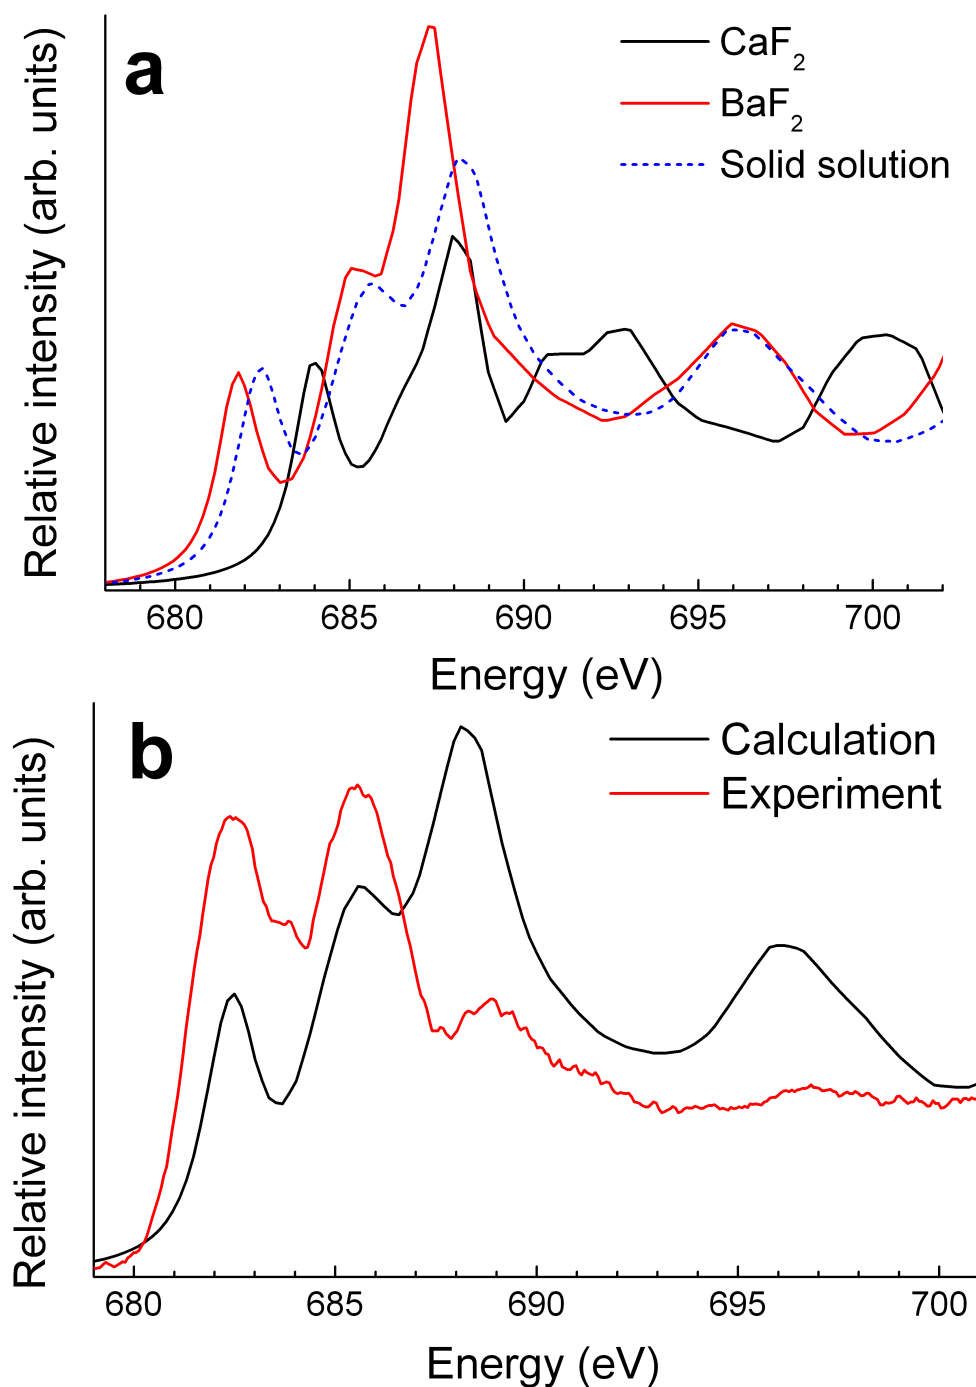 a
CaF₂
BaF₂
Solid solution
Relative intensity (arb. units)
680 685 690 695 700
Energy (eV)
b
Calculation
Experiment
Relative intensity (arb. units)
680 685 690 695 700
Energy (eV)